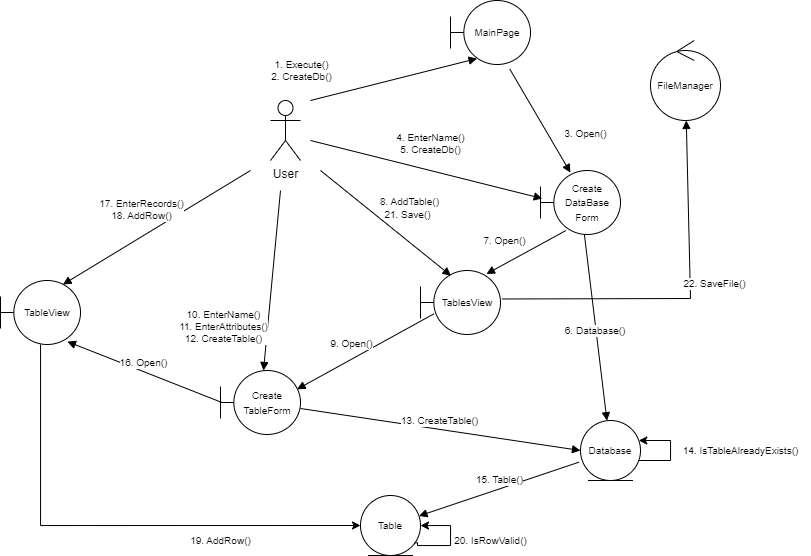 MainPage
1. Execute()
2. CreateDb()
FileManager
3. Open()
4. EnterName()
5. CreateDb()
User
Create
DataBase
Form
17. EnterRecords()
18. AddRow()
8. AddTable()
21. Save()
7. Open()
22. SaveFile()
TableView
TablesView
10. EnterName()
11. EnterAttributes()
12. CreateTable()
6. Database()
9. Open()
16. Open()
Create
TableForm
13. CreateTable()
Database
14. IsTableAlreadyExists()
15. Table()
Table
19. AddRow()
20. IsRowValid()